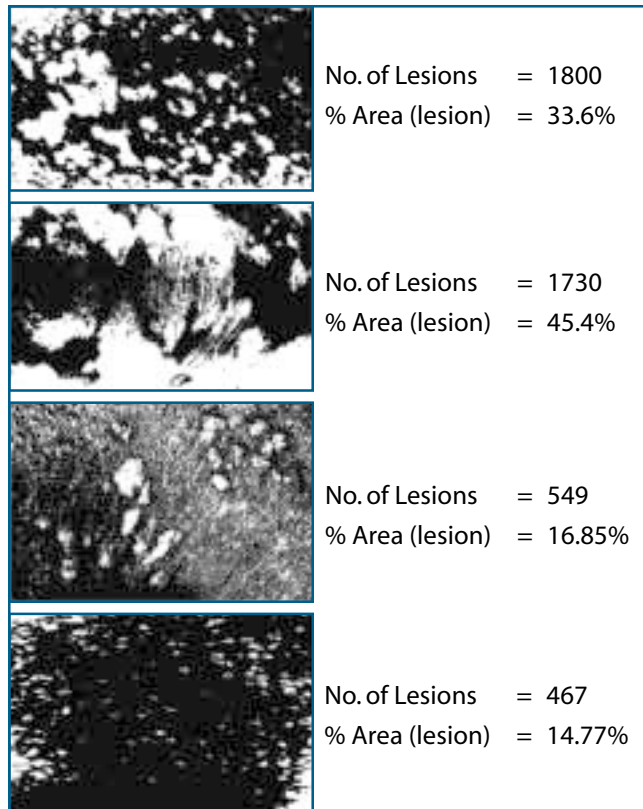 No. of Lesions = 1800
% Area (lesion) = 33.6%
No. of Lesions = 1730
% Area (lesion) = 45.4%
No. of Lesions = 549
% Area (lesion) = 16.85%
No. of Lesions = 467
% Area (lesion) = 14.77%